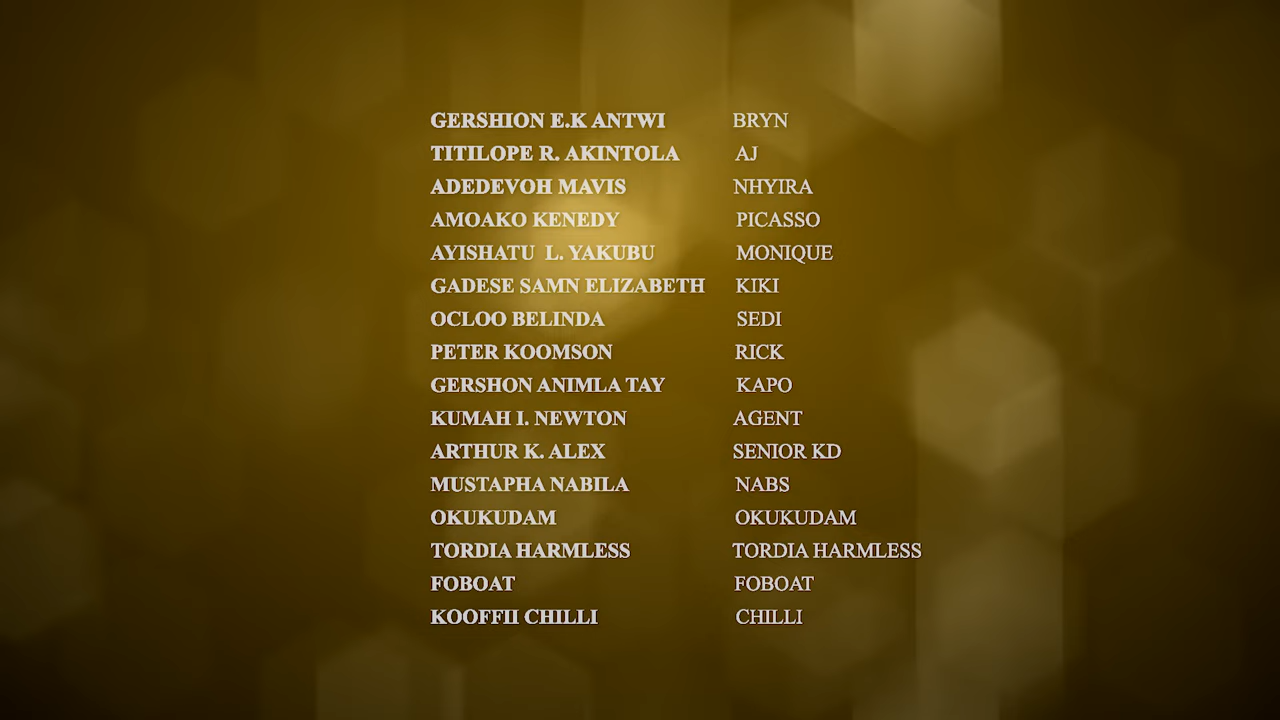 GERSHION E.K ANTWI BRYN
TITILOPE R. AKINTOLA AJ
ADEDEVOH MAVIS NHYIRA
AMOAKO KENEDY PICASSO
AYISHATU L. YAKUBU MONIQUE
GADESE SAMN ELIZABETH KIKI
OCLOO BELINDA SEDI
PETER KOOMSON RICK
GERSHON ANIMLA TAY KAPO
KUMAH I. NEWTON AGENT
ARTHUR K. ALEX SENIOR KD
MUSTAPHA NABILA NABS
OKUKUDAM OKUKUDAM
TORDIA HARMLESS TORDIA HARMLESS
FOBOAT FOBOAT
KOOFFII CHILLI CHILLI